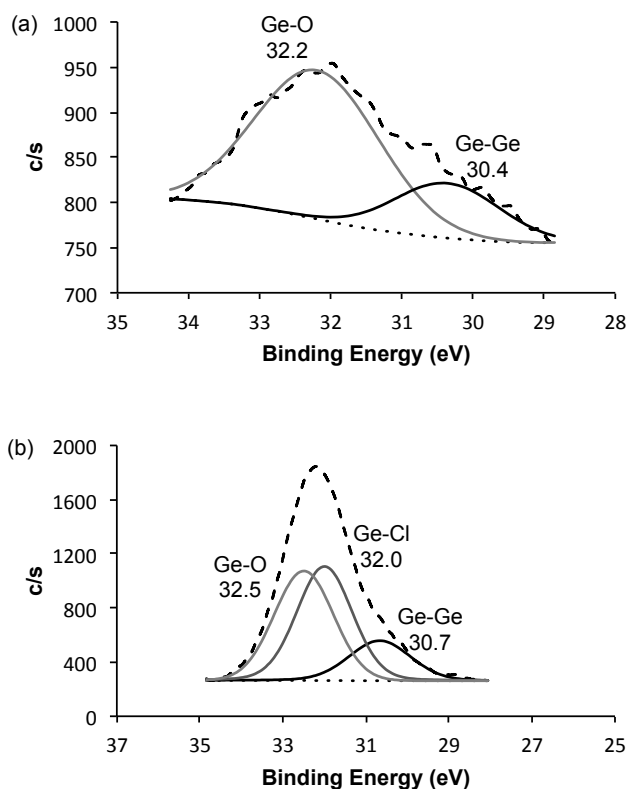 (a)
Ge-O
32.2
Ge-Ge
30.4
c/s
1000
950
900
850
800
750
700
35 34 33 32 31 30 29 28
Binding Energy (eV)
(b)
Ge-O
32.5
Ge-Cl
32.0
Ge-Ge
30.7
c/s
2000
1600
1200
800
400
0
37 35 33 31 29 27 25
Binding Energy (eV)